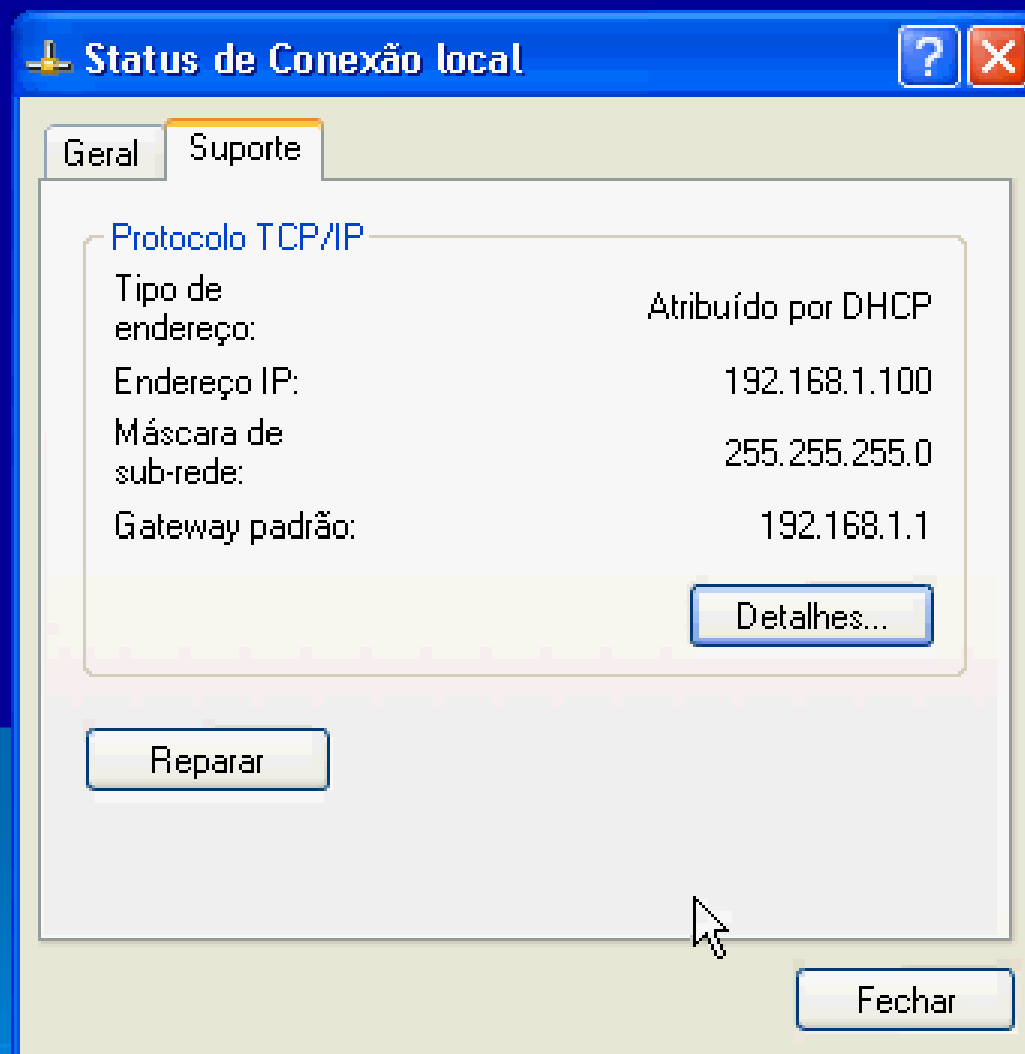 Status de Conexão local
Geral
Suporte
Protocolo TCP/IP
Tipo de
endereço:
Atribuído por DHCP
Endereço IP:
192.168.1.100
Máscara de
sub-rede:
255.255.255.0
Gateway padrão:
192.168.1.1
Detalhes...
Reparar
Fechar